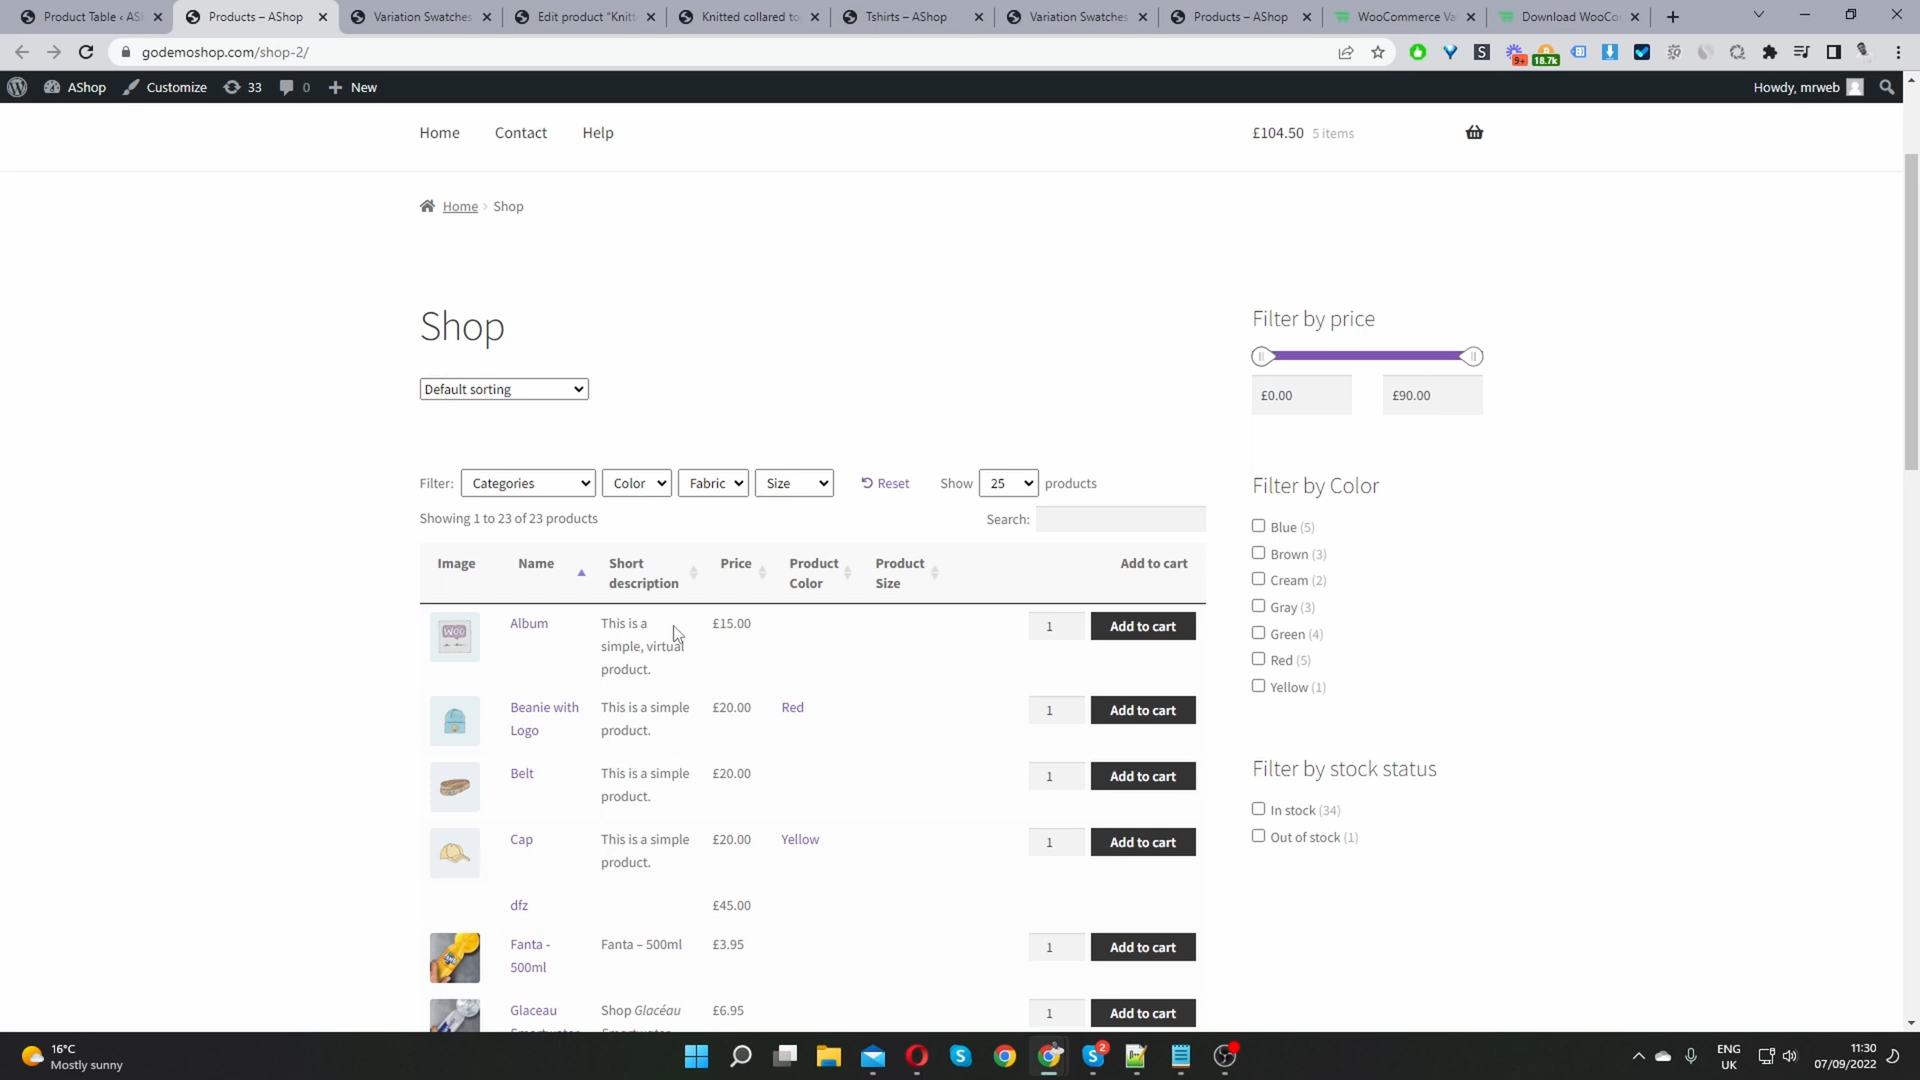 Product Table ‹ AS
Products – AShop
Variation Swatches
Edit product “Knitt
Knitted collared to
Tshirts – AShop
Variation Swatches
Products – AShop
WooCommerce Va
Download WooCo
godemoshop.com/shop-2/
9+
18.7k
AShop
Customize
33
0
New
Howdy, mrweb
Home
Contact
Help
£104.50 5 items
Home › Shop
Shop
Default sorting
Filter: Categories Color Fabric Size Reset Show 25 products
Showing 1 to 23 of 23 products
Search:
Image
Name
Short
description
Price
Product
Color
Product
Size
Add to cart
Album
This is a
simple, virtual
product.
£15.00
1
Add to cart
Beanie with
Logo
This is a simple
product.
£20.00
Red
1
Add to cart
Belt
This is a simple
product.
£20.00
1
Add to cart
Cap
This is a simple
product.
£20.00
Yellow
1
Add to cart
dfz
£45.00
Fanta -
500ml
Fanta – 500ml
£3.95
1
Add to cart
Glaceau
Smartwater
Shop Glacéau
Smartwater
£6.95
1
Add to cart
Filter by price
£0.00
£90.00
Filter by Color
Blue (5)
Brown (3)
Cream (2)
Gray (3)
Green (4)
Red (5)
Yellow (1)
Filter by stock status
In stock (34)
Out of stock (1)
16°C
Mostly sunny
2
ENG
UK
11:30
07/09/2022